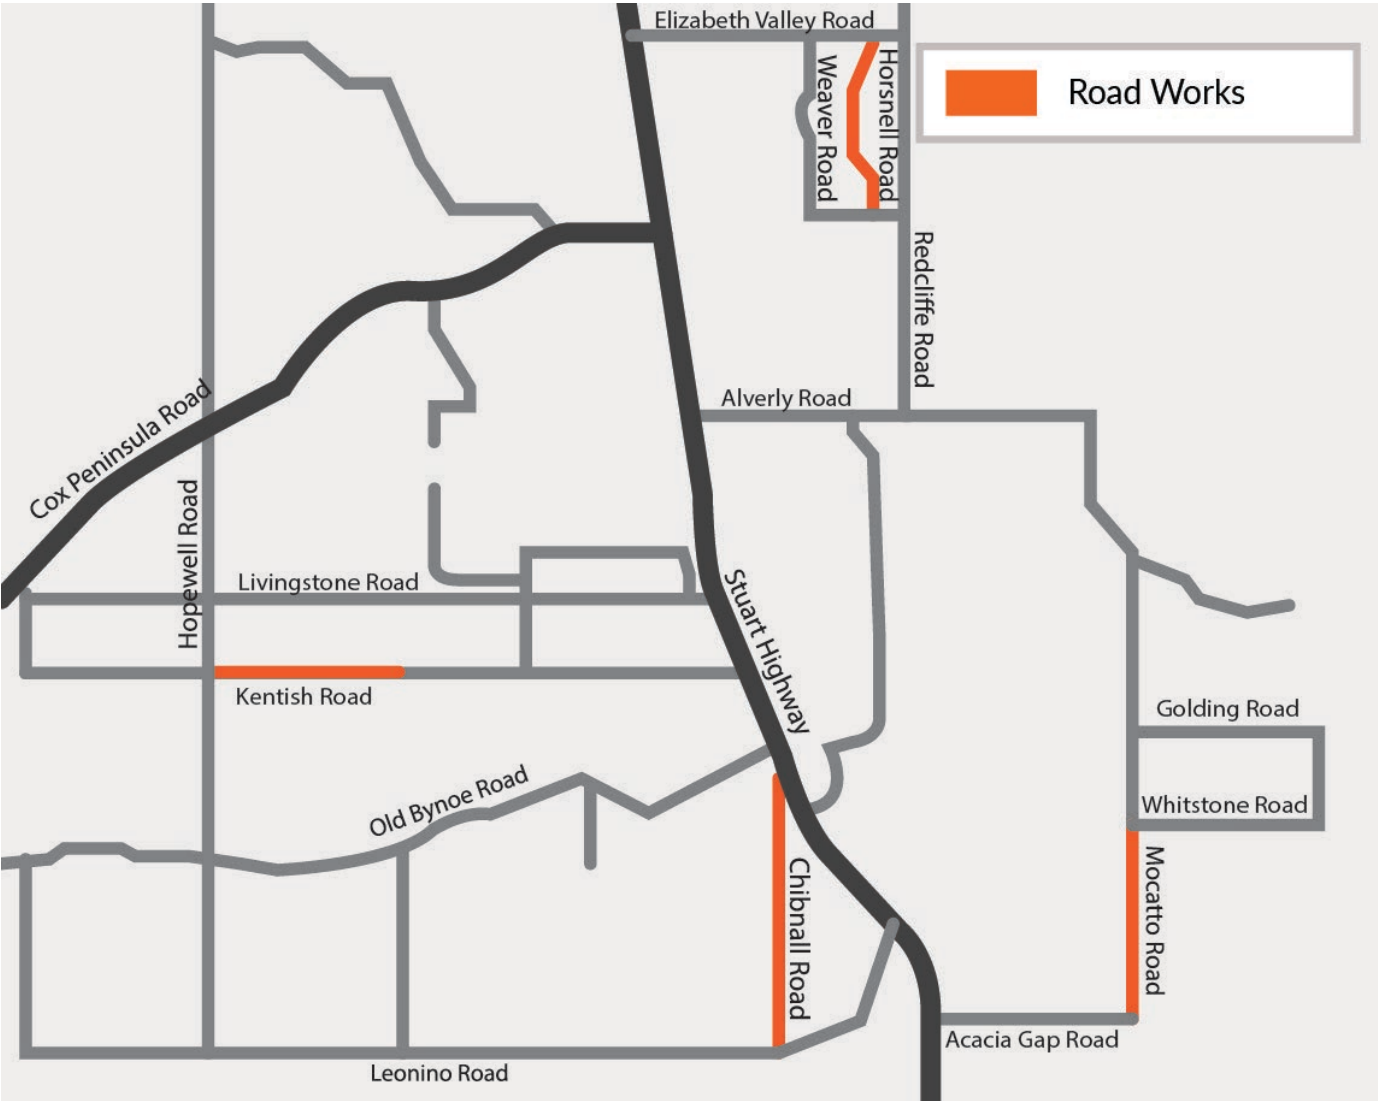 Elizabeth Valley Road
Weaver Road
Horsnell Road
Road Works
Redcliffe Road
Alverly Road
Cox Peninsula Road
Hopewell Road
Livingstone Road
Stuart Highway
Kentish Road
Golding Road
Old Bynoe Road
Whitstone Road
Chibnall Road
Mocatto Road
Acacia Gap Road
Leonino Road